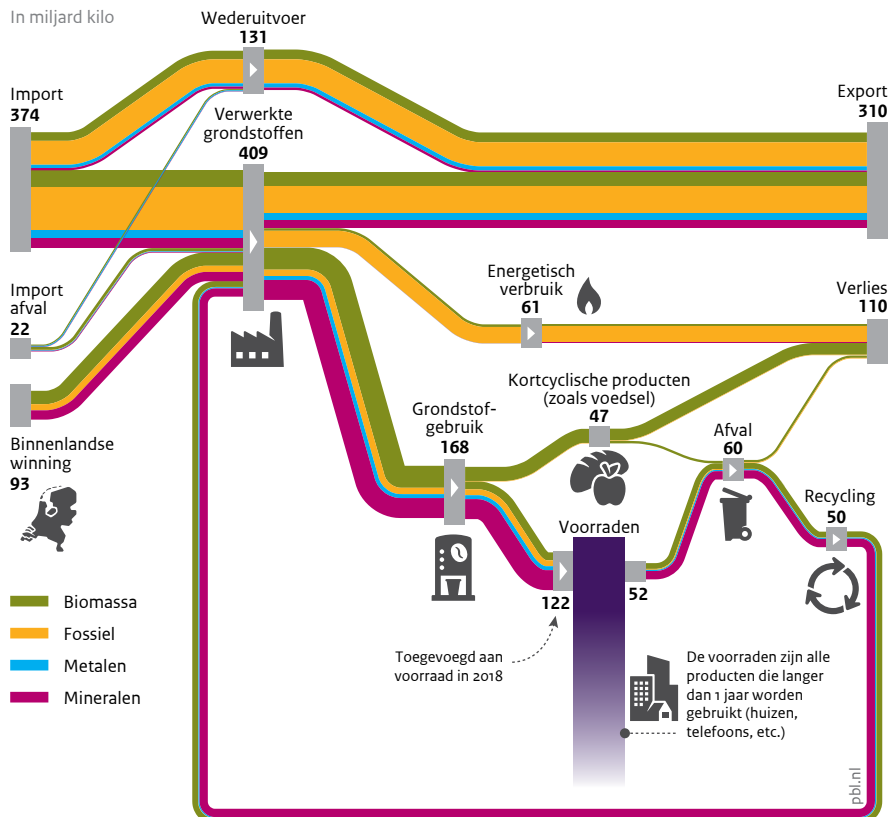 In miljard kilo
Wederuitvoer
131
Import
374
Export
310
Verwerkte
grondstoffen
409
Import
afval
22
Energetisch
verbruik
61
Verlies
110
Kortcyclische producten
(zoals voedsel)
47
Grondstof-
gebruik
168
Afval
60
Binnenlandse
winning
93
Recycling
50
Voorraden
122
52
Biomassa
Fossiel
Metalen
Mineralen
Toegevoegd aan
voorraad in 2018
De voorraden zijn alle
producten die langer
dan 1 jaar worden
gebruikt (huizen,
telefoons, etc.)
pbl.nl